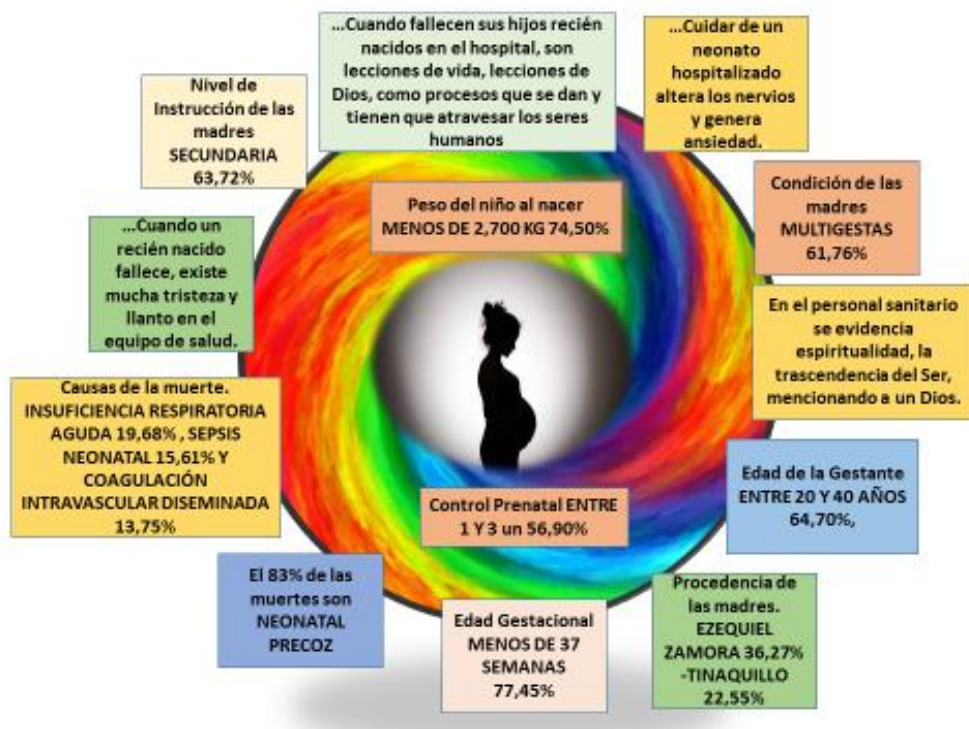 ...Cuando fallecen sus hijos recién
nacidos en el hospital, son
lecciones de vida, lecciones de
Dios, como procesos que se dan y
tienen que atravesar los seres
humanos
...Cuidar de un
neonato
hospitalizado
altera los nervios
y genera
ansiedad.
Nivel de
Instrucción de las
madres
SECUNDARIA
63,72%
Peso del niño al nacer
MENOS DE 2,700 KG 74,50%
Condición de las
madres
MULTIGESTAS
61,76%
...Cuando un
recién nacido
fallece, existe
mucha tristeza y
llanto en el
equipo de salud.
En el personal sanitario
se evidencia
espiritualidad, la
trascendencia del Ser,
mencionando a un Dios.
Causas de la muerte.
INSUFICIENCIA RESPIRATORIA
AGUDA 19,68% , SEPSIS
NEONATAL 15,61% Y
COAGULACIÓN
INTRAVASCULAR DISEMINADA
13,75%
Edad de la Gestante
ENTRE 20 Y 40 AÑOS
64,70%,
Control Prenatal ENTRE
1 Y 3 un 56,90%
El 83% de las
muertes son
NEONATAL
PRECOZ
Edad Gestacional
MENOS DE 37
SEMANAS
77,45%
Procedencia de
las madres.
EZEQUIEL
ZAMORA 36,27%
-TINAQUILLO
22,55%